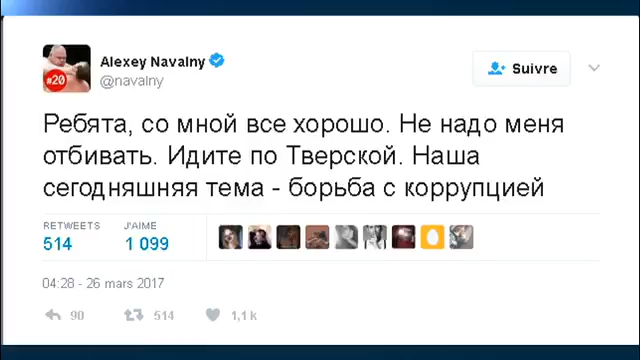 Alexey Navalny
@navalny
#20
Suivre
Ребята, со мной все хорошо. Не надо меня
отбивать. Идите по Тверской. Наша
сегодняшняя тема - борьба с коррупцией
RETWEETS J'AIME
514 1 099
04:28 - 26 mars 2017
90 514 1,1 k